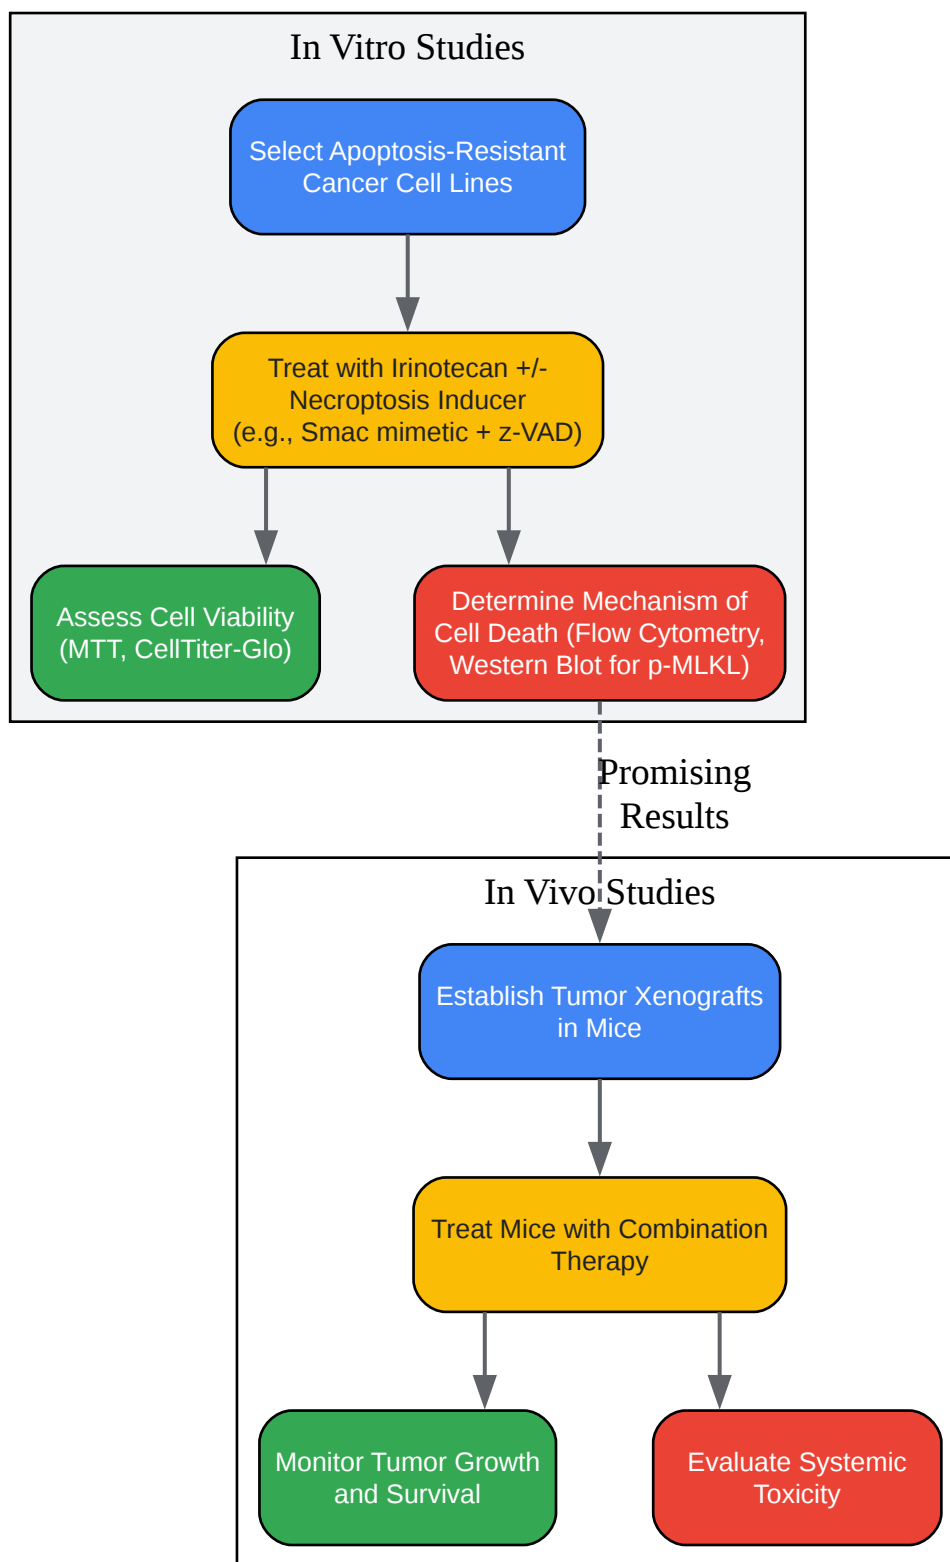 In Vitro Studies
Select Apoptosis-Resistant
Cancer Cell Lines
Treat with Irinotecan +/-
Necroptosis Inducer
(e.g., Smac mimetic + z-VAD)
Assess Cell Viability
(MTT, CellTiter-Glo)
Determine Mechanism of
Cell Death (Flow Cytometry,
Western Blot for p-MLKL)
Promising
Results
In Vivo Studies
Establish Tumor Xenografts
in Mice
Treat Mice with Combination
Therapy
Monitor Tumor Growth
and Survival
Evaluate Systemic
Toxicity